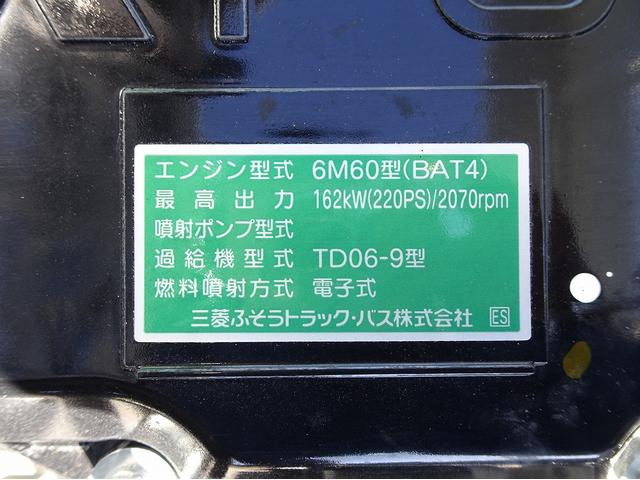 エンジン型式 6M60型(BAT4)
最高出力 162kW(220PS)/2070rpm
噴射ポンプ型式
過給機型式 TD06-9型
燃料噴射方式 電子式
三菱ふそうトラック・バス株式会社 ES